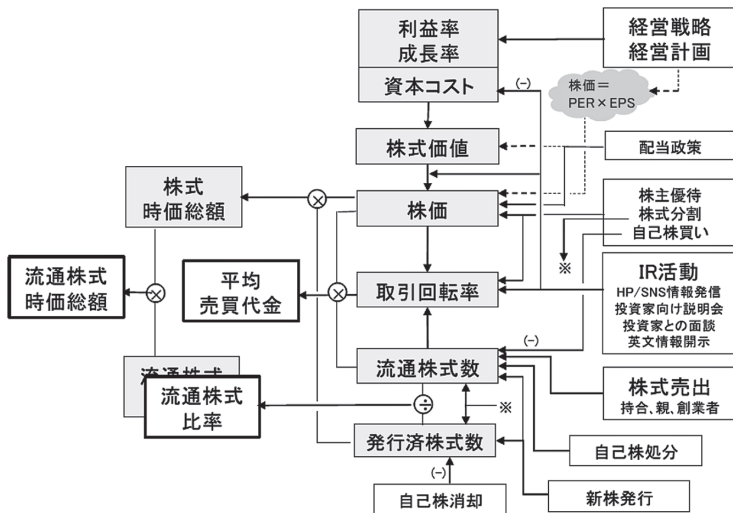 利益率
成長率
資本コスト
経営戦略
経営計画
(-)
株価＝
PER×EPS
株式価値
配当政策
株式
時価総額
×
株価
株主優待
株式分割
自己株買い
※
流通株式
時価総額
×
平均
売買代金
×
取引回転率
IR活動
HP/SNS情報発信
投資家向け説明会
投資家との面談
英文情報開示
(-)
流通株式数
流通株式
流通株式
比率
÷
※
株式売出
持合、親、創業者
発行済株式数
(-)
自己株処分
自己株消却
新株発行